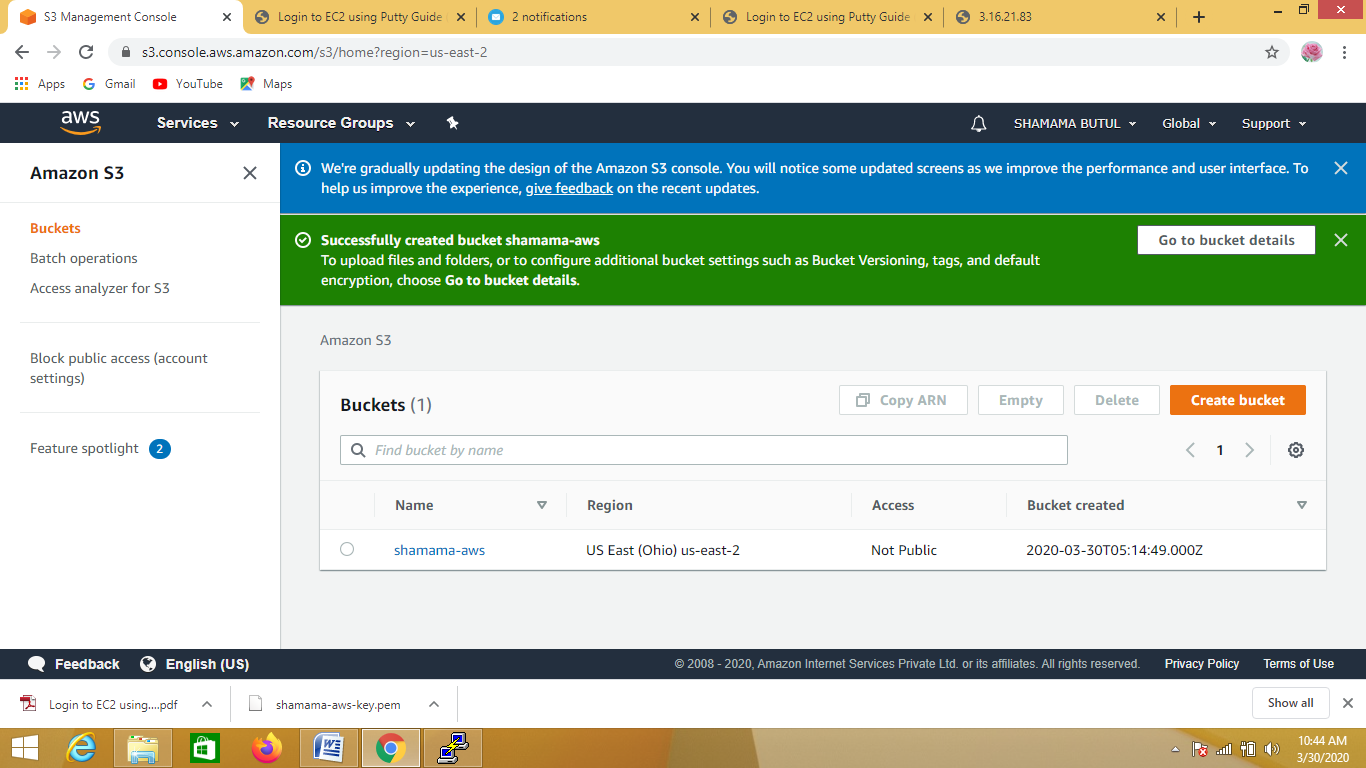 S3 Management Console
Login to EC2 using Putty Guide
2 notifications
Login to EC2 using Putty Guide
3.16.21.83
s3.console.aws.amazon.com/s3/home?region=us-east-2
Apps
Gmail
YouTube
Maps
aws
Services
Resource Groups
SHAMAMA BUTUL
Global
Support
Amazon S3
Buckets
Batch operations
Access analyzer for S3
Block public access (account
settings)
Feature spotlight 2
We're gradually updating the design of the Amazon S3 console. You will notice some updated screens as we improve the performance and user interface. To
help us improve the experience, give feedback on the recent updates.
Successfully created bucket shamama-aws
To upload files and folders, or to configure additional bucket settings such as Bucket Versioning, tags, and default
encryption, choose Go to bucket details.
Go to bucket details
Amazon S3
Buckets (1)
Copy ARN
Empty
Delete
Create bucket
Find bucket by name
1
Name
Region
Access
Bucket created
shamama-aws
US East (Ohio) us-east-2
Not Public
2020-03-30T05:14:49.000Z
Feedback
English (US)
© 2008 - 2020, Amazon Internet Services Private Ltd. or its affiliates. All rights reserved.
Privacy Policy
Terms of Use
Login to EC2 using....pdf
shamama-aws-key.pem
Show all
10:44 AM
3/30/2020